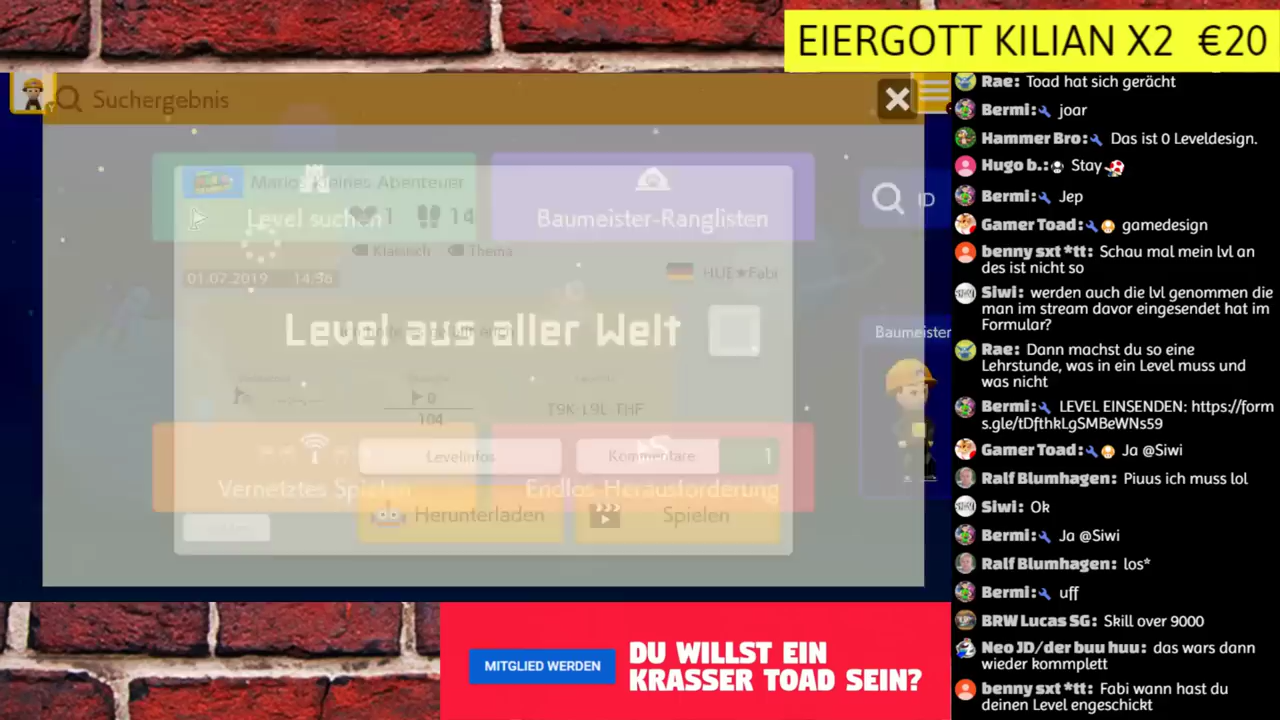 EIERGOTT KILIAN X2 €20
Suchergebnis
Marios kleines Abenteuer
Level suchen
1
14
Baumeister-Ranglisten
ID
Klassisch
Thema
01.07.2019 14:36
HUE★Fabi
Level aus aller Welt
Baumeister
0
104
T9K-L9L-THF
Levelinfos
Kommentare
1
Vernetztes Spielen
Endlos-Herausforderung
Herunterladen
Spielen
Rae: Toad hat sich gerächt
Bermi: joar
Hammer Bro: Das ist 0 Leveldesign.
Hugo b.: Stay
Bermi: Jep
Gamer Toad: gamedesign
benny sxt *tt: Schau mal mein lvl an
des ist nicht so
Siwi: werden auch die lvl genommen die
man im stream davor eingesendet hat im
Formular?
Rae: Dann machst du so eine
Lehrstunde, was in ein Level muss und
was nicht
Bermi: LEVEL EINSENDEN: https://form
s.gle/tDfthkLgSMBeWNs59
Gamer Toad: Ja @Siwi
Ralf Blumhagen: Piuus ich muss lol
Siwi: Ok
Bermi: Ja @Siwi
Ralf Blumhagen: los*
Bermi: uff
BRW Lucas SG: Skill over 9000
Neo JD/der buu huu: das wars dann
wieder kommplett
benny sxt *tt: Fabi wann hast du
deinen Level engeschickt
MITGLIED WERDEN
DU WILLST EIN
KRASSER TOAD SEIN?